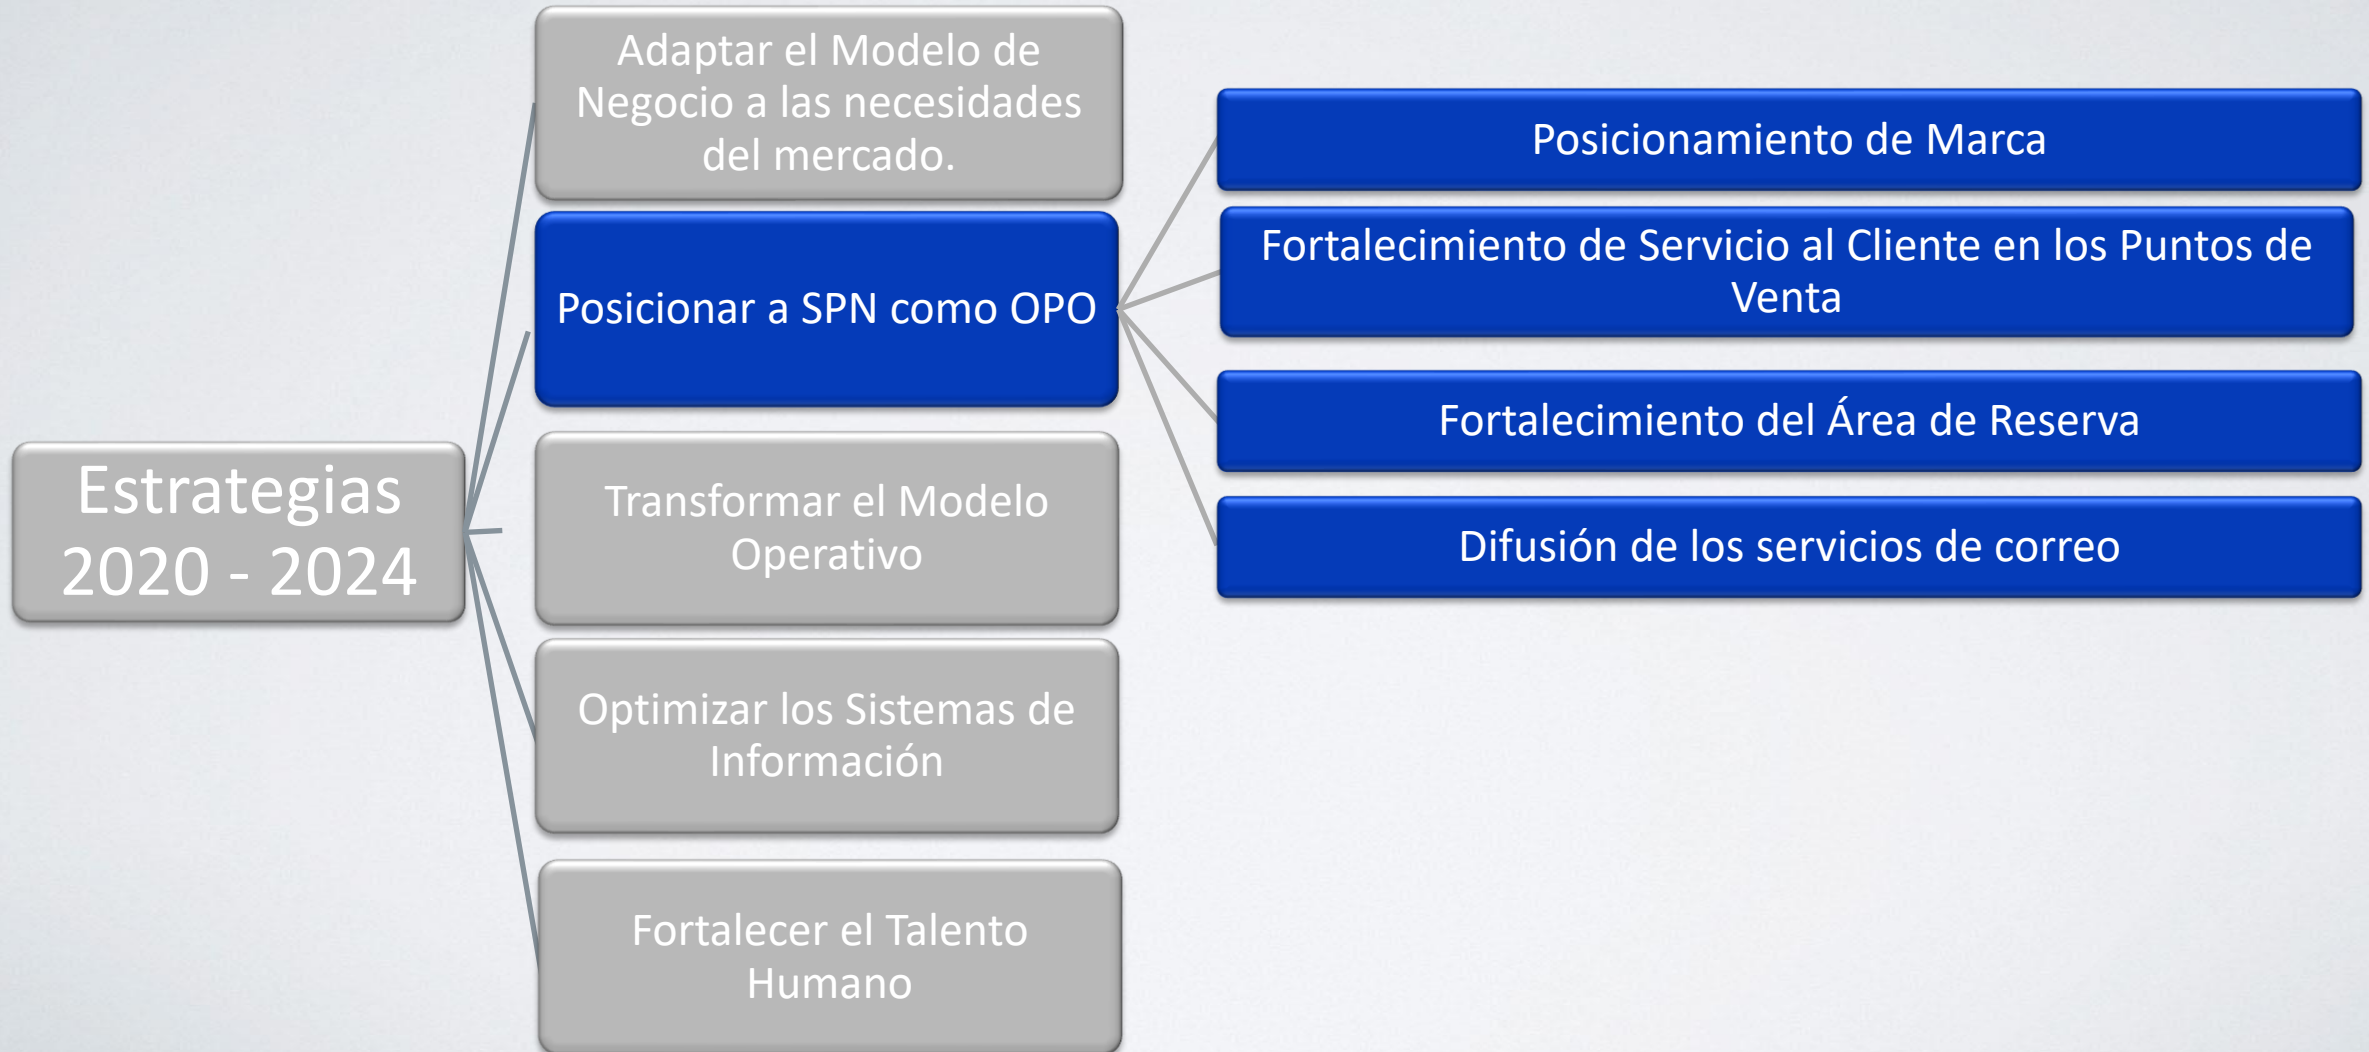 Estrategias
2020 - 2024
Adaptar el Modelo de
Negocio a las necesidades
del mercado.
Posicionar a SPN como OPO
Transformar el Modelo
Operativo
Optimizar los Sistemas de
Información
Fortalecer el Talento
Humano
Posicionamiento de Marca
Fortalecimiento de Servicio al Cliente en los Puntos de
Venta
Fortalecimiento del Área de Reserva
Difusión de los servicios de correo